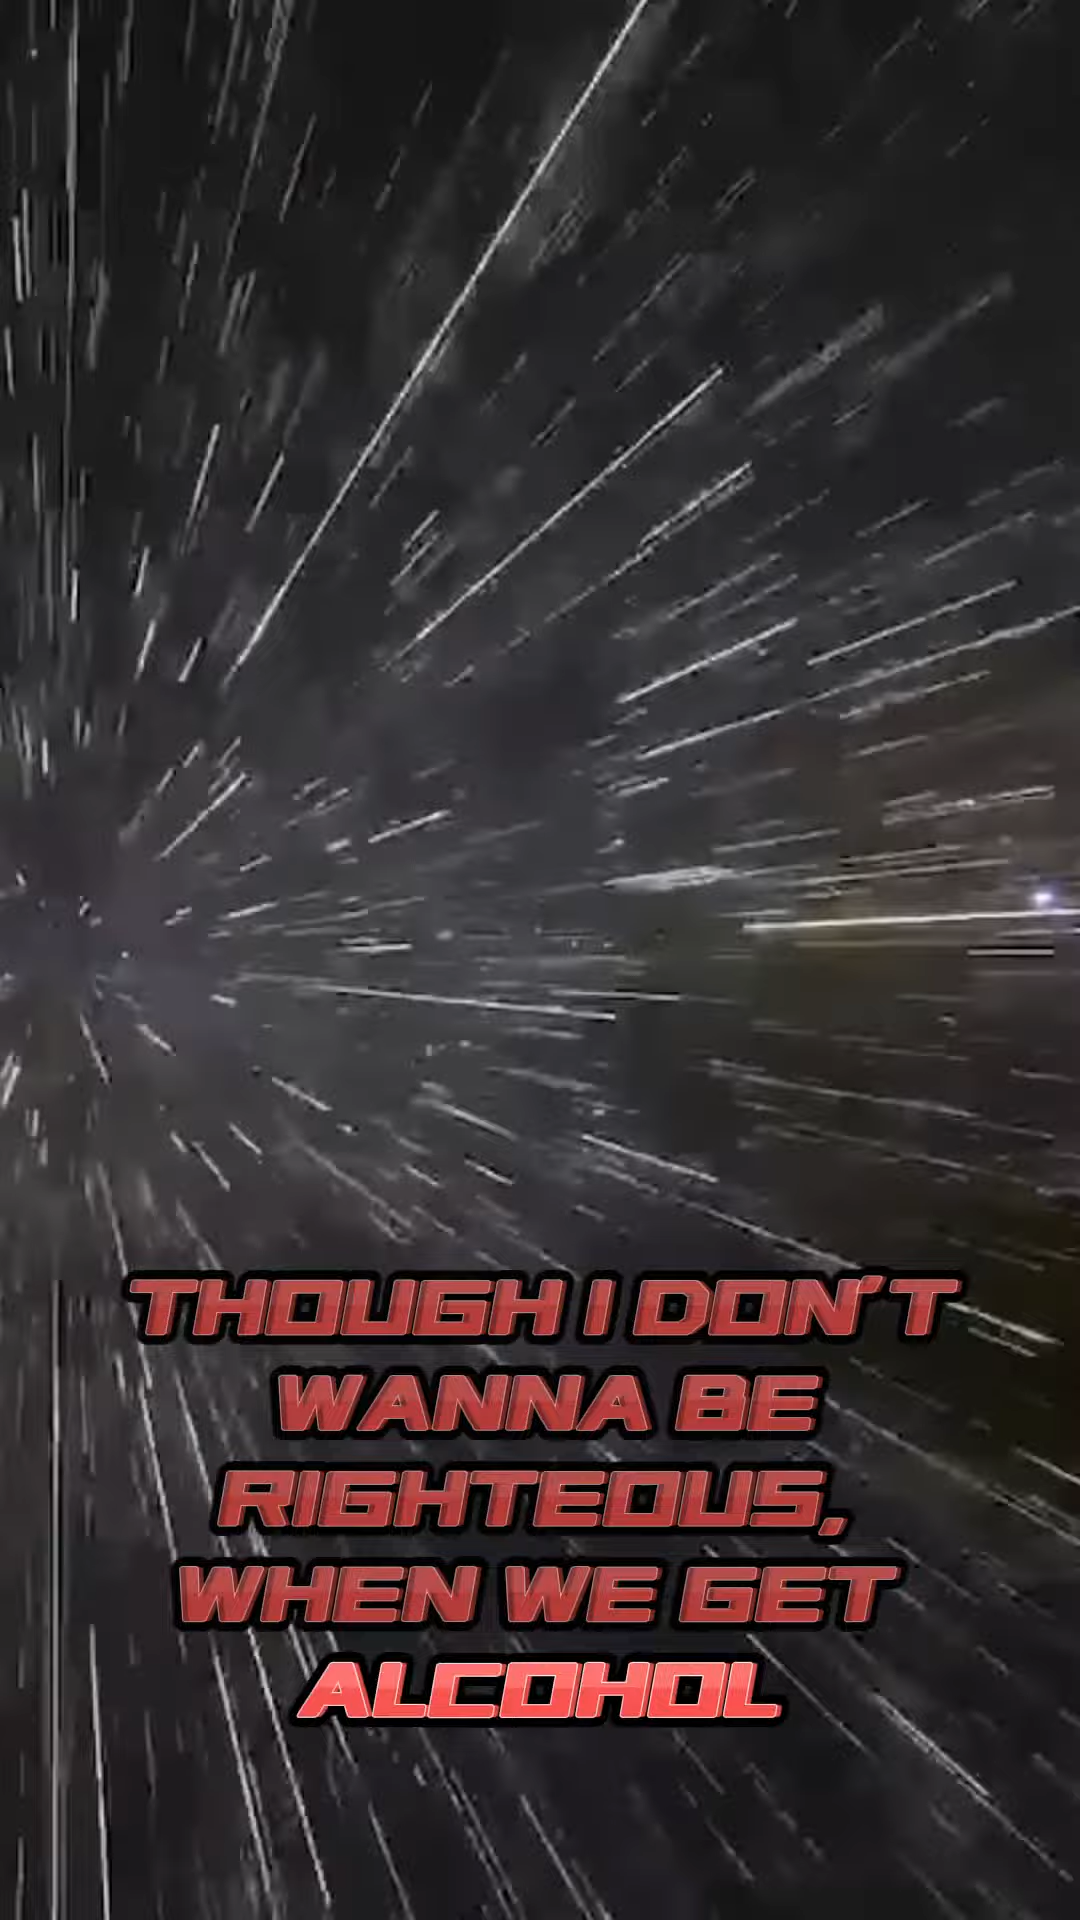 THOUGH I DON'T
WANNA BE
RIGHTEOUS,
WHEN WE GET
ALCOHOL